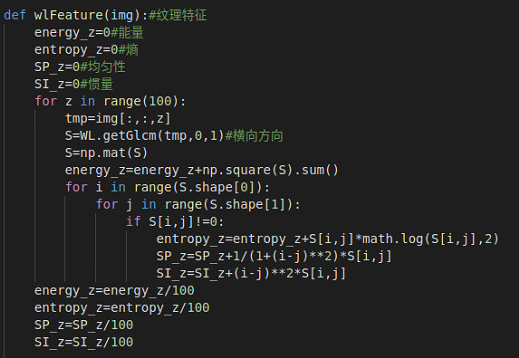 def wlFeature(img):#纹理特征
    energy_z=0#能量
    entropy_z=0#熵
    SP_z=0#均匀性
    SI_z=0#惯量
    for z in range(100):
        tmp=img[:,:,z]
        S=WL.getGlcm(tmp,0,1)#横向方向
        S=np.mat(S)
        energy_z=energy_z+np.square(S).sum()
        for i in range(S.shape[0]):
            for j in range(S.shape[1]):
                if S[i,j]!=0:
                    entropy_z=entropy_z+S[i,j]*math.log(S[i,j],2)
                    SP_z=SP_z+1/(1+(i-j)**2)*S[i,j]
                    SI_z=SI_z+(i-j)**2*S[i,j]
    energy_z=energy_z/100
    entropy_z=entropy_z/100
    SP_z=SP_z/100
    SI_z=SI_z/100